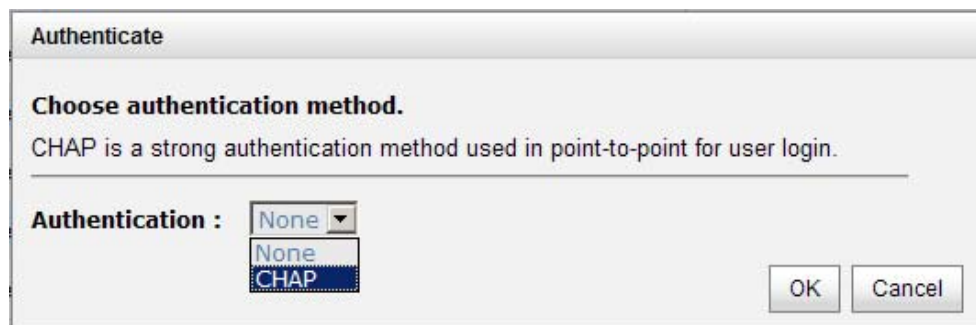 Authenticate
Choose authentication method.
CHAP is a strong authentication method used in point-to-point for user login.
Authentication : None
None
CHAP
OK Cancel